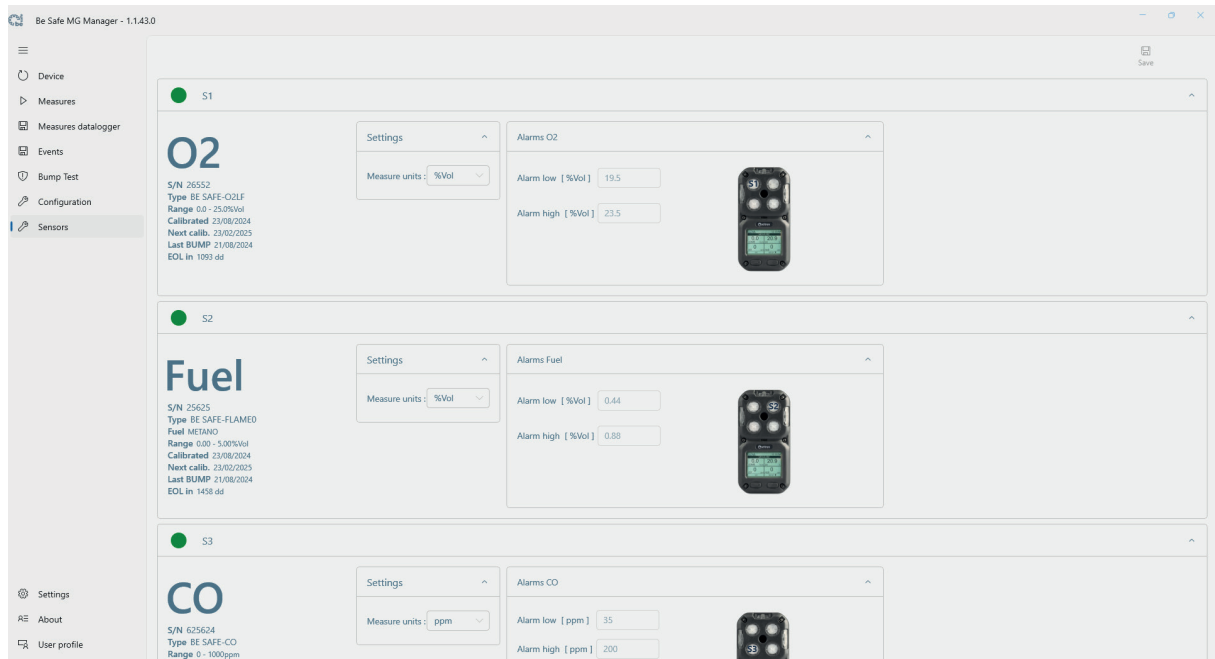 Be Safe MG Manager - 1.1.43.0
Save
Device
Measures
Measures datalogger
Events
Bump Test
Configuration
Sensors
Settings
About
User profile
S1
O2
S/N 26552
Type BE SAFE-O2LF
Range 0.0 - 25.0%Vol
Calibrated 23/08/2024
Next calib. 23/02/2025
Last BUMP 21/08/2024
EOL in 1093 dd
Settings
Measure units : %Vol
Alarms O2
Alarm low [ %Vol ] 19.5
Alarm high [ %Vol ] 23.5
S1
S2
Fuel
S/N 25625
Type BE SAFE-FLAME0
Fuel METANO
Range 0.00 - 5.00%Vol
Calibrated 23/08/2024
Next calib. 23/02/2025
Last BUMP 21/08/2024
EOL in 1458 dd
Settings
Measure units : %Vol
Alarms Fuel
Alarm low [ %Vol ] 0.44
Alarm high [ %Vol ] 0.88
S2
S3
CO
S/N 625624
Type BE SAFE-CO
Range 0 - 1000ppm
Settings
Measure units : ppm
Alarms CO
Alarm low [ ppm ] 35
Alarm high [ ppm ] 200
S3